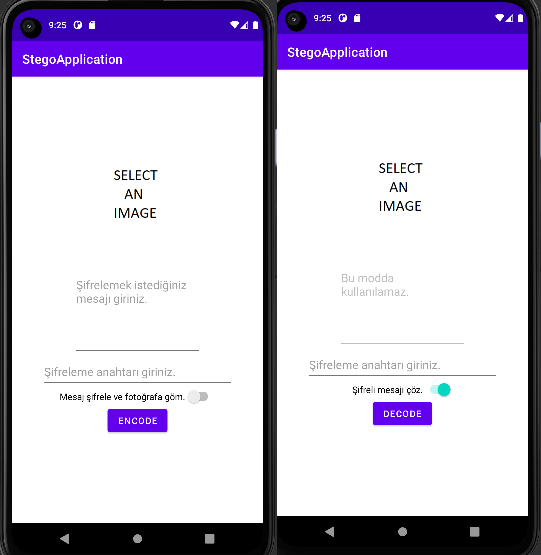 9:25
StegoApplication
SELECT
AN
IMAGE
Şifrelemek istediğiniz
mesajı giriniz.
Şifreleme anahtarı giriniz.
Mesaj şifrele ve fotoğrafa göm.
ENCODE
9:25
StegoApplication
SELECT
AN
IMAGE
Bu modda
kullanılamaz.
Şifreleme anahtarı giriniz.
Şifreli mesajı çöz.
DECODE